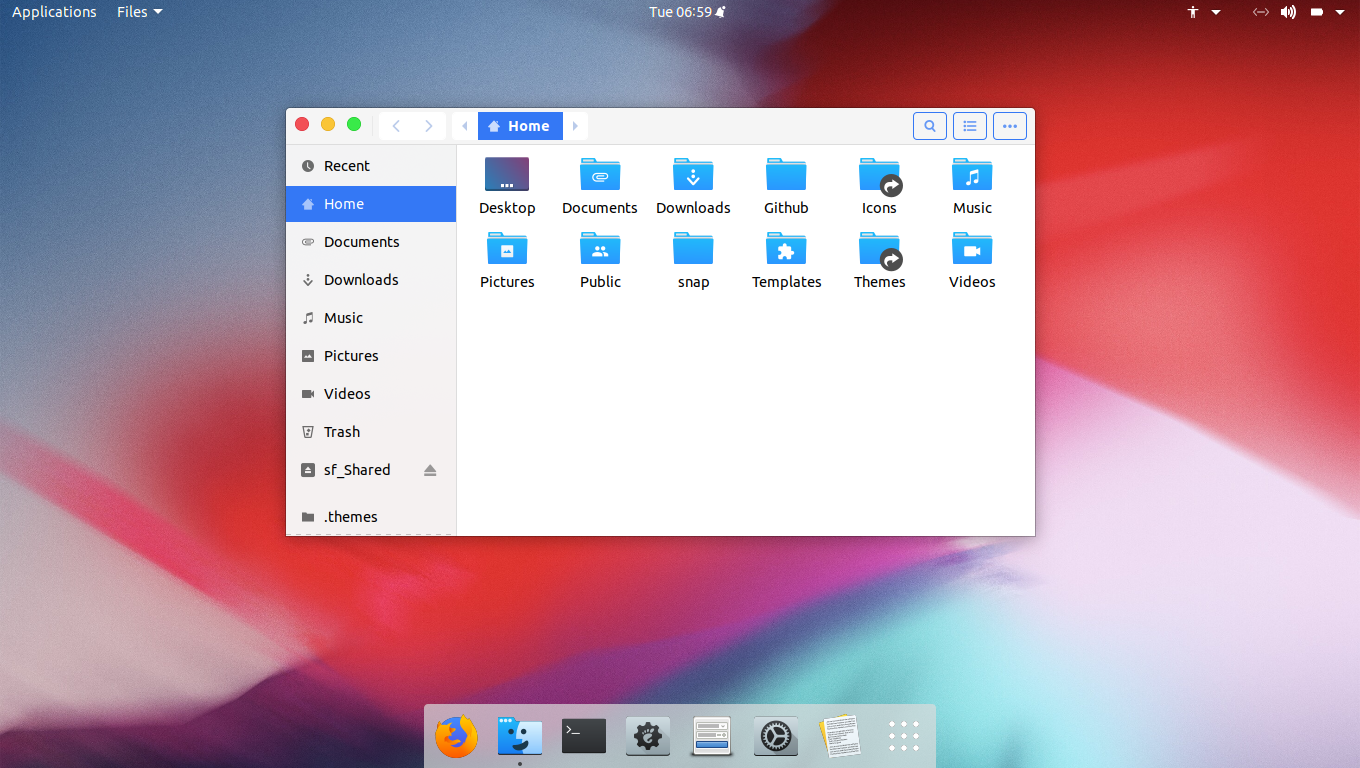 Applications Files Tue 06:59
Home
Recent
Home
Documents
Downloads
Music
Pictures
Videos
Trash
sf_Shared
.themes
Desktop Documents Downloads Github Icons Music
Pictures Public snap Templates Themes Videos
>_